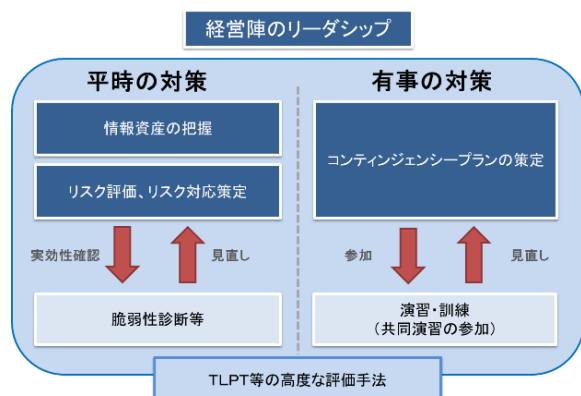 経営陣のリーダシップ
平時の対策
有事の対策
情報資産の把握
リスク評価、リスク対応策定
コンティンジェンシープランの策定
実効性確認
見直し
参加
見直し
脆弱性診断等
演習・訓練
（共同演習の参加）
TLPT等の高度な評価手法